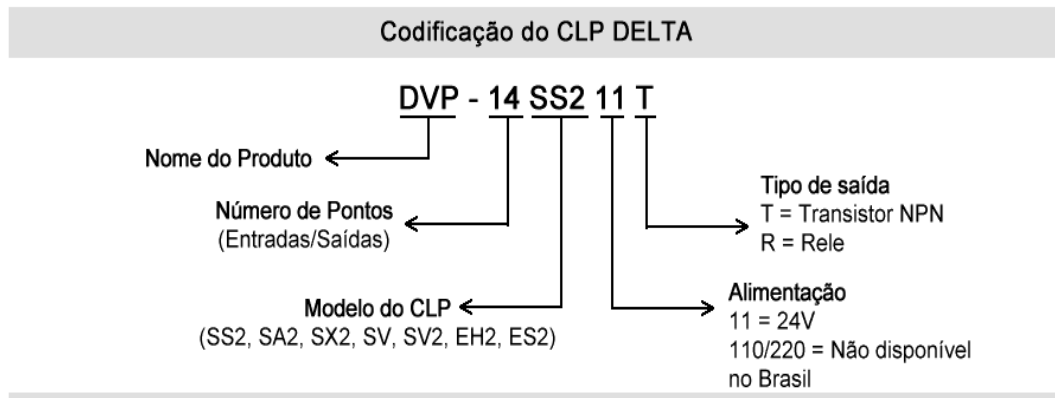 Codificação do CLP DELTA
DVP - 14 SS2 11 T
Nome do Produto
Número de Pontos
(Entradas/Saídas)
Modelo do CLP
(SS2, SA2, SX2, SV, SV2, EH2, ES2)
Tipo de saída
T = Transistor NPN
R = Rele
Alimentação
11 = 24V
110/220 = Não disponível
no Brasil